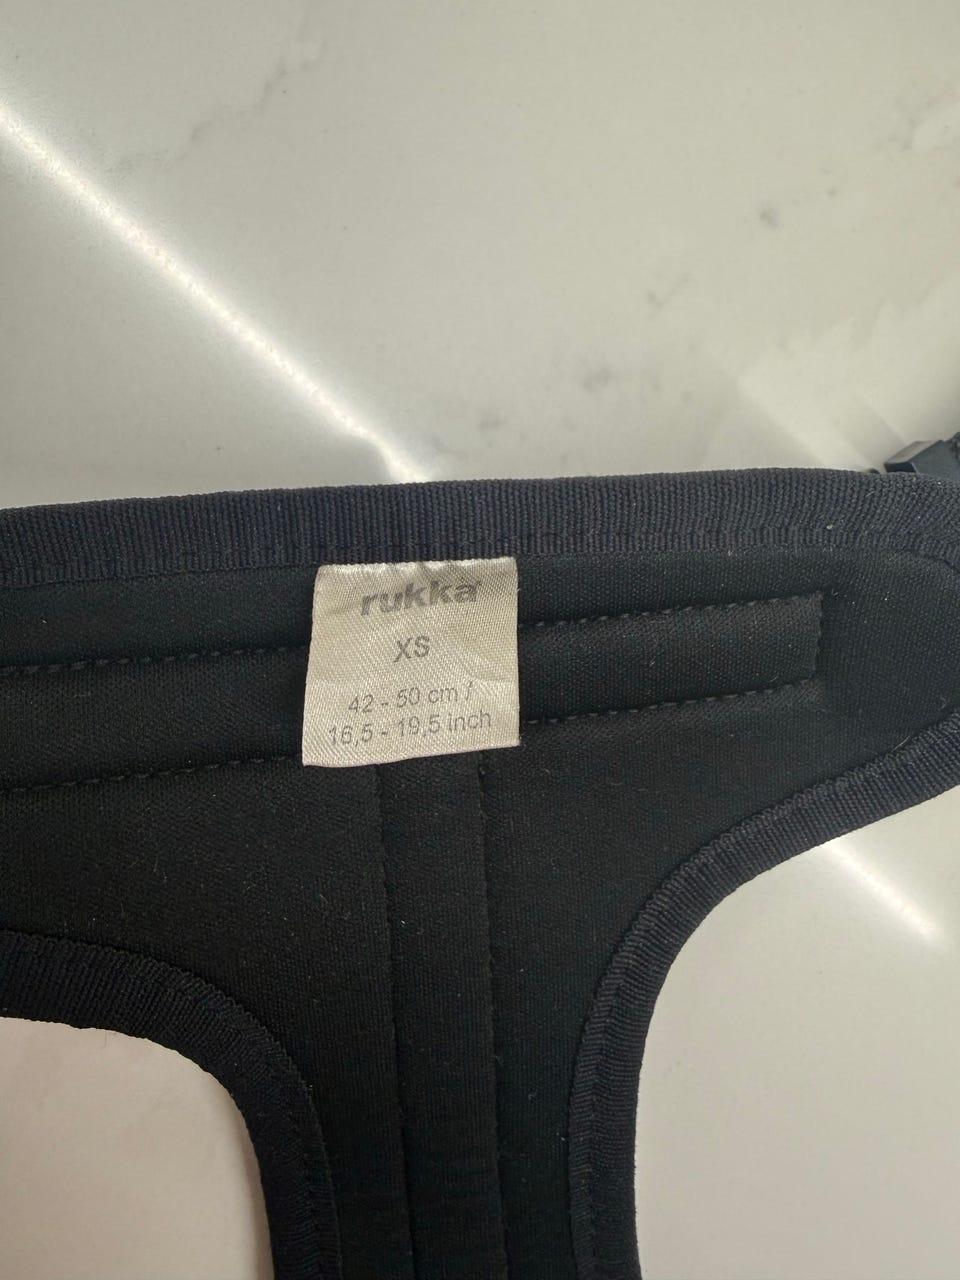 rukka
XS
42 - 50 cm /
16,5 - 19,5 inch